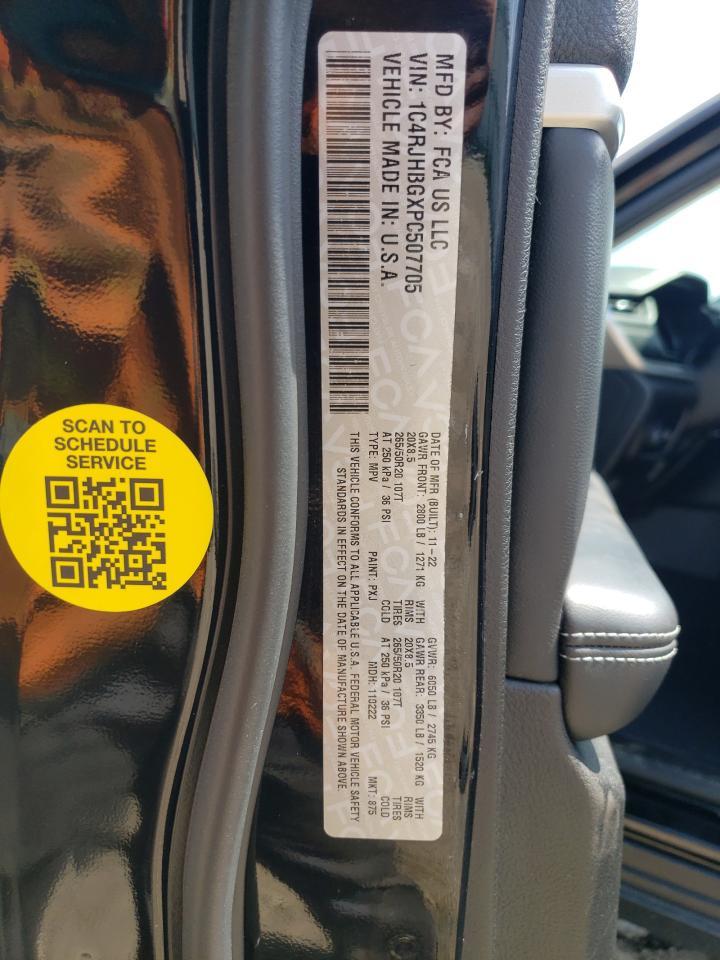 MFD BY: FCA US LLC
VIN: 1C4RJHBGXPC507705
VEHICLE MADE IN: U.S.A.
DATE OF MFR (BUILT): 11-22 GVWR: 6050 LB / 2745 KG
GAWR FRONT: 2800 LB / 1271 KG WITH GAWR REAR: 3350 LB / 1520 KG WITH
20X8.5 RIMS 20X8.5 RIMS
265/50R20 107T TIRES 265/50R20 107T TIRES
AT 250 kPa / 36 PSI COLD AT 250 kPa / 36 PSI COLD
TYPE: MPV PAINT: PXJ MDH: 110222 MKT: 875
THIS VEHICLE CONFORMS TO ALL APPLICABLE U.S.A. FEDERAL MOTOR VEHICLE SAFETY
STANDARDS IN EFFECT ON THE DATE OF MANUFACTURE SHOWN ABOVE.
SCAN TO
SCHEDULE
SERVICE